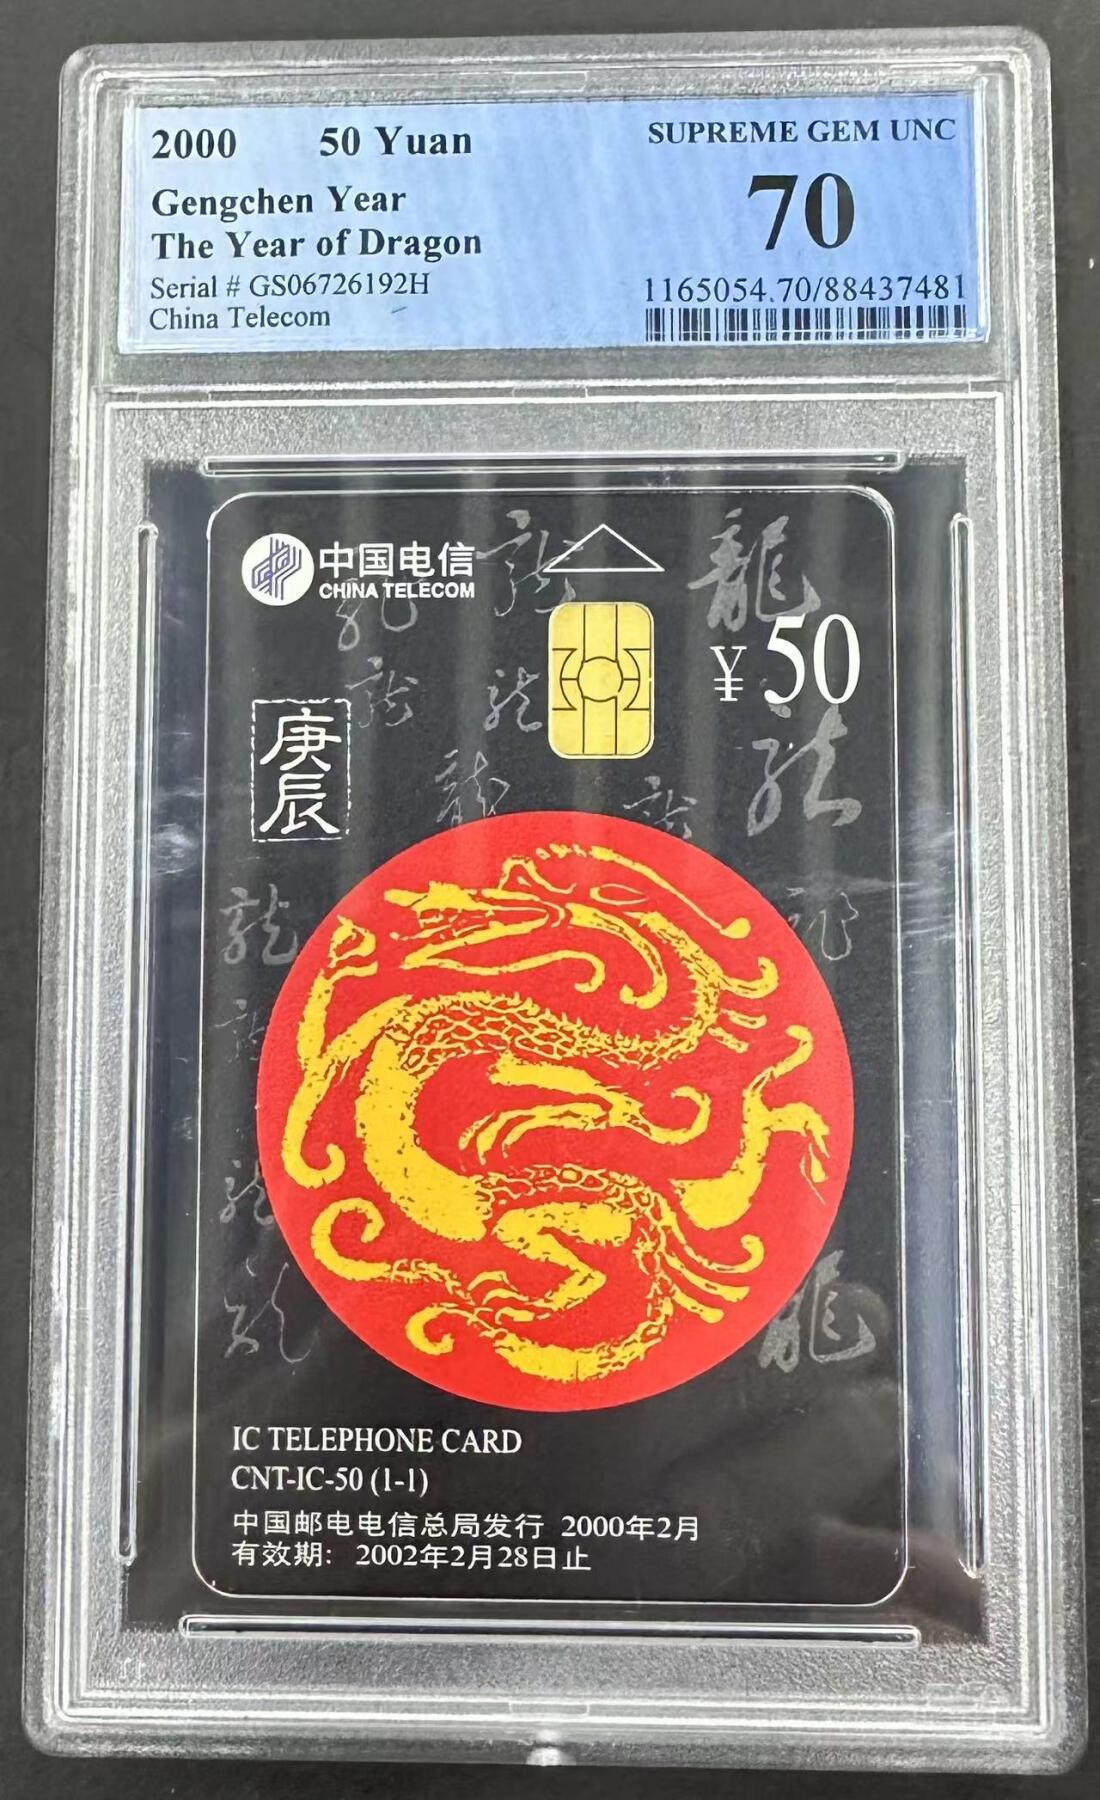 2000 50 Yuan
Gengchen Year
The Year of Dragon
Serial # GS06726192H
China Telecom
SUPREME GEM UNC
70
1165054.70/88437481
中国电信
CHINA TELECOM
¥50
庚辰
龍
龍
IC TELEPHONE CARD
CNT-IC-50 (1-1)
中国邮电电信总局发行 2000年2月
有效期: 2002年2月28日止